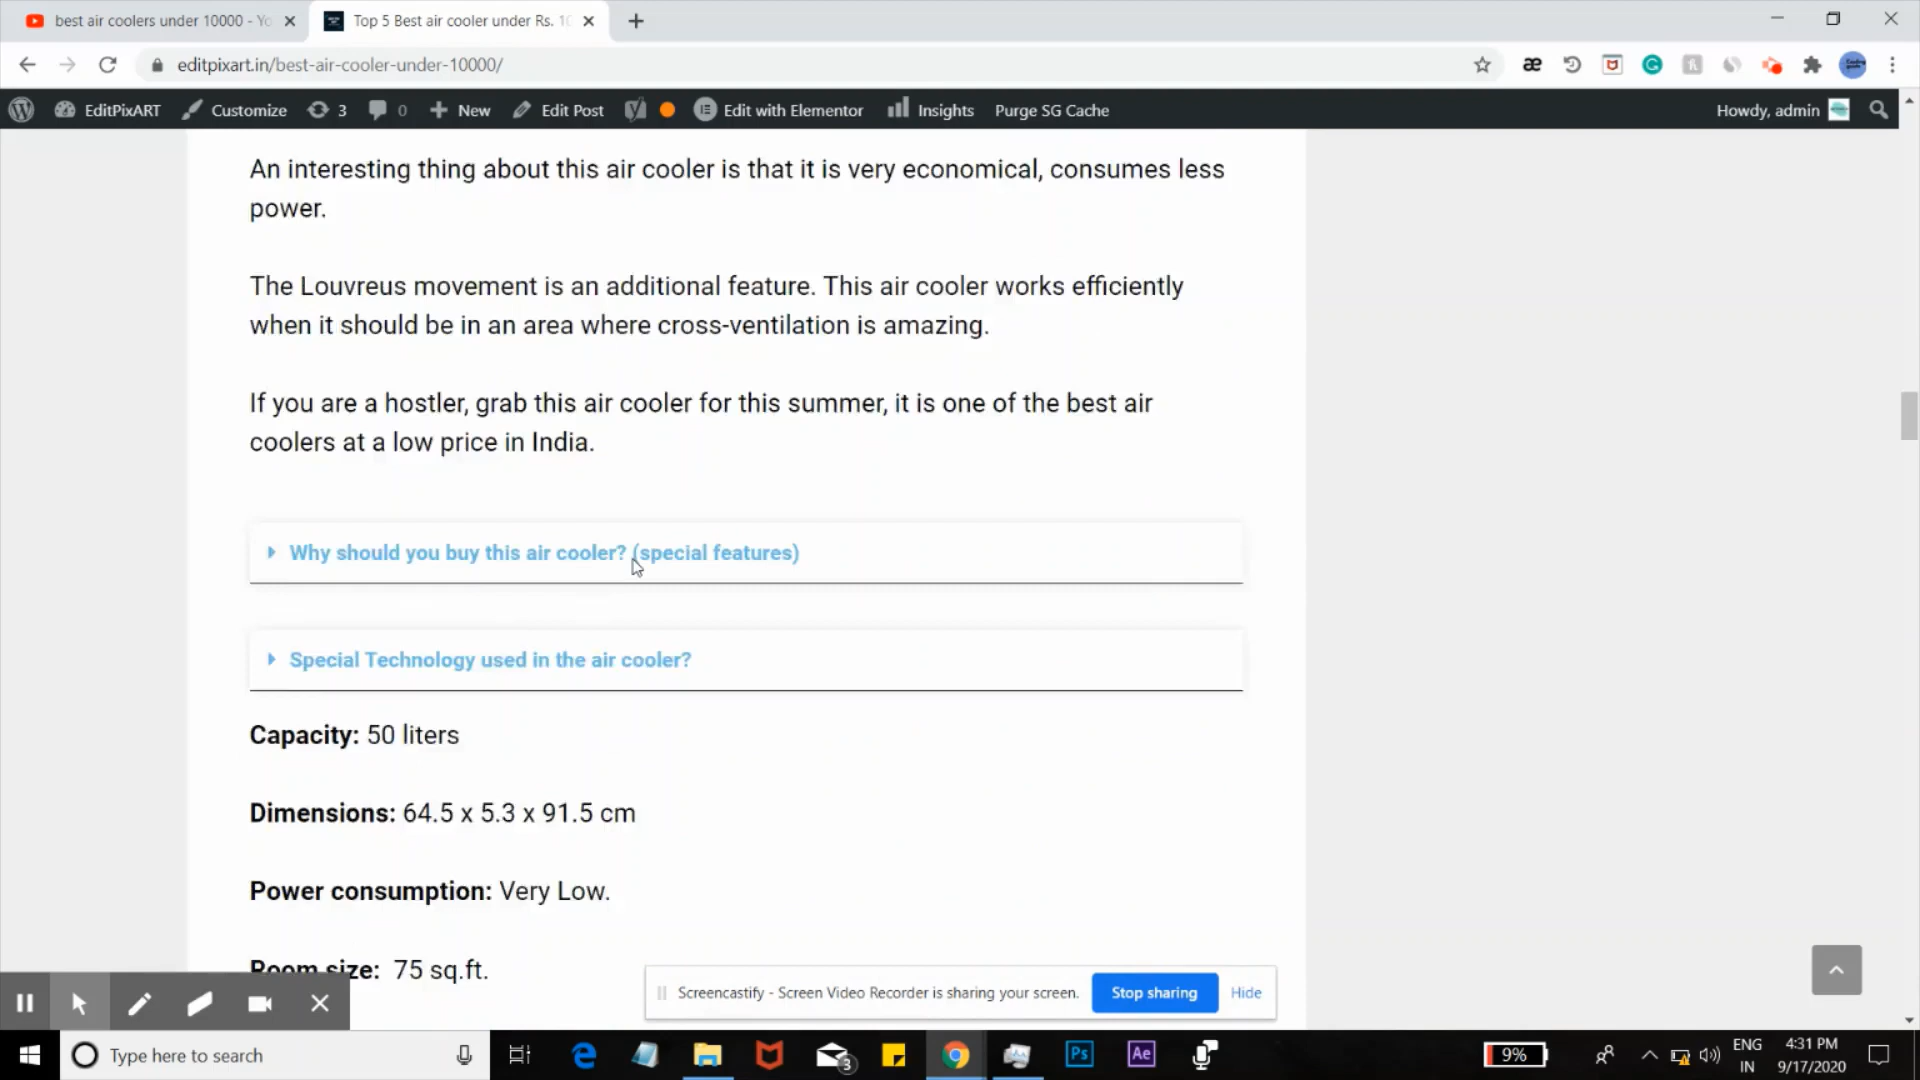 best air coolers under 10000 - Yo
Top 5 Best air cooler under Rs. 10
editpixart.in/best-air-cooler-under-10000/
EditPixART Customize 3 0 New Edit Post Edit with Elementor Insights Purge SG Cache Howdy, admin
An interesting thing about this air cooler is that it is very economical, consumes less
power.
The Louvreus movement is an additional feature. This air cooler works efficiently
when it should be in an area where cross-ventilation is amazing.
If you are a hostler, grab this air cooler for this summer, it is one of the best air
coolers at a low price in India.
Why should you buy this air cooler? (special features)
Special Technology used in the air cooler?
Capacity: 50 liters
Dimensions: 64.5 x 5.3 x 91.5 cm
Power consumption: Very Low.
Room size: 75 sq.ft.
Screencastify - Screen Video Recorder is sharing your screen. Stop sharing Hide
Type here to search
3
Ps
Ae
9%
ENG
IN
4:31 PM
9/17/2020